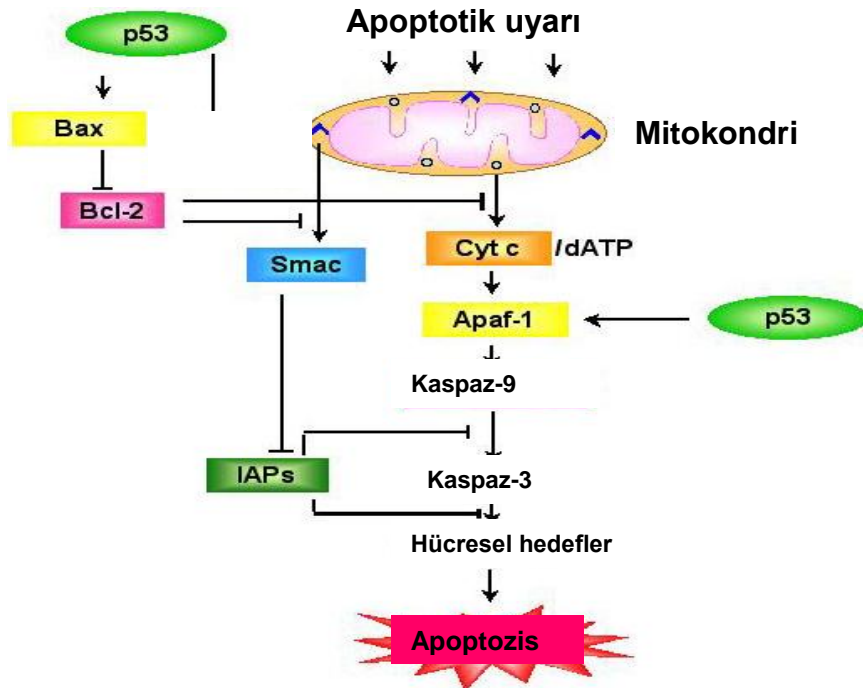 p53
Apoptotik uyarı
Bax
Mitokondri
Bcl-2
Smac
Cyt c /dATP
Apaf-1
p53
Kaspaz-9
IAPs
Kaspaz-3
Hücresel hedefler
Apoptozis